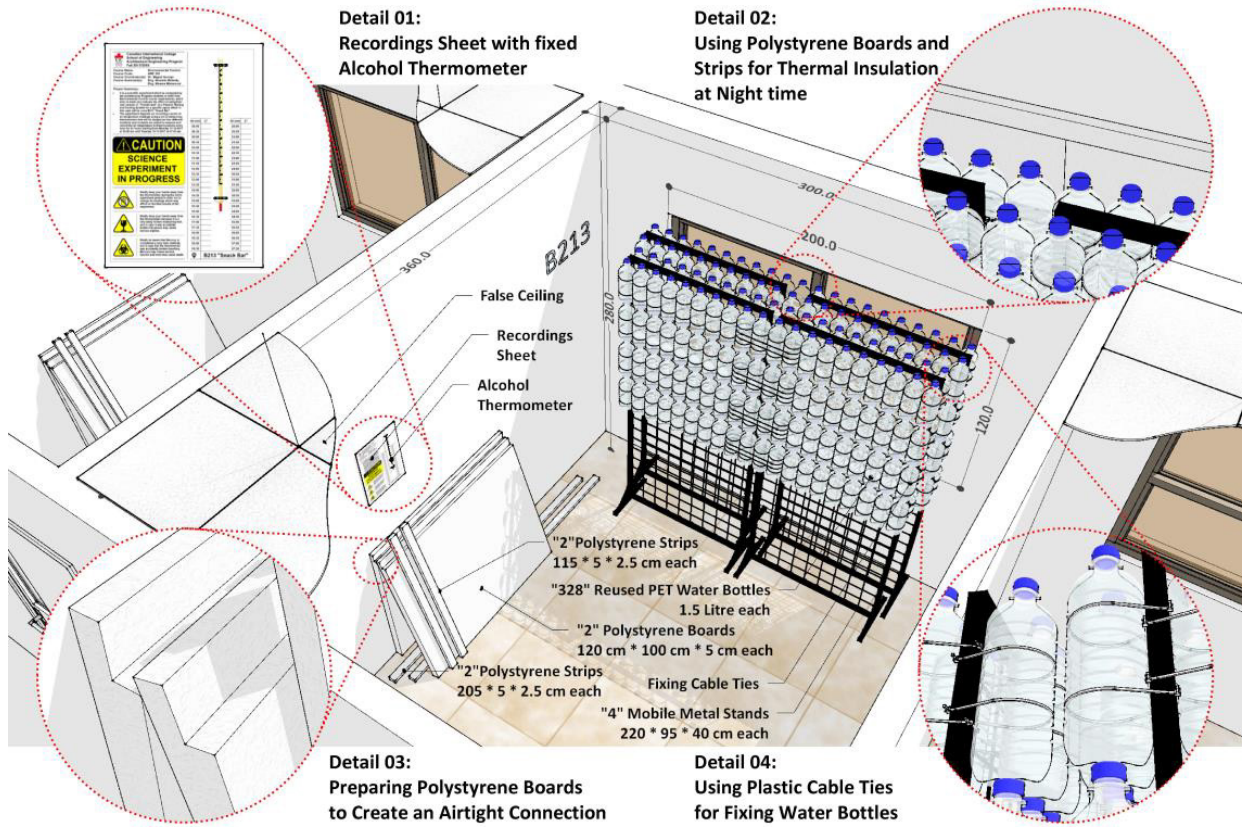 Detail 01:
Recordings Sheet with fixed
Alcohol Thermometer
Detail 02:
Using Polystyrene Boards and
Strips for Thermal Insulation
at Night time
CAUTION
SCIENCE
EXPERIMENT
IN PROGRESS
B213 "Snack Bar"
360.0
B213
300.0
200.0
280.0
120.0
False Ceiling
Recordings
Sheet
Alcohol
Thermometer
"2"Polystyrene Strips
115 * 5 * 2.5 cm each
"328" Reused PET Water Bottles
1.5 Litre each
"2" Polystyrene Boards
120 cm * 100 cm * 5 cm each
"2"Polystyrene Strips
205 * 5 * 2.5 cm each
Fixing Cable Ties
"4" Mobile Metal Stands
220 * 95 * 40 cm each
Detail 03:
Preparing Polystyrene Boards
to Create an Airtight Connection
Detail 04:
Using Plastic Cable Ties
for Fixing Water Bottles